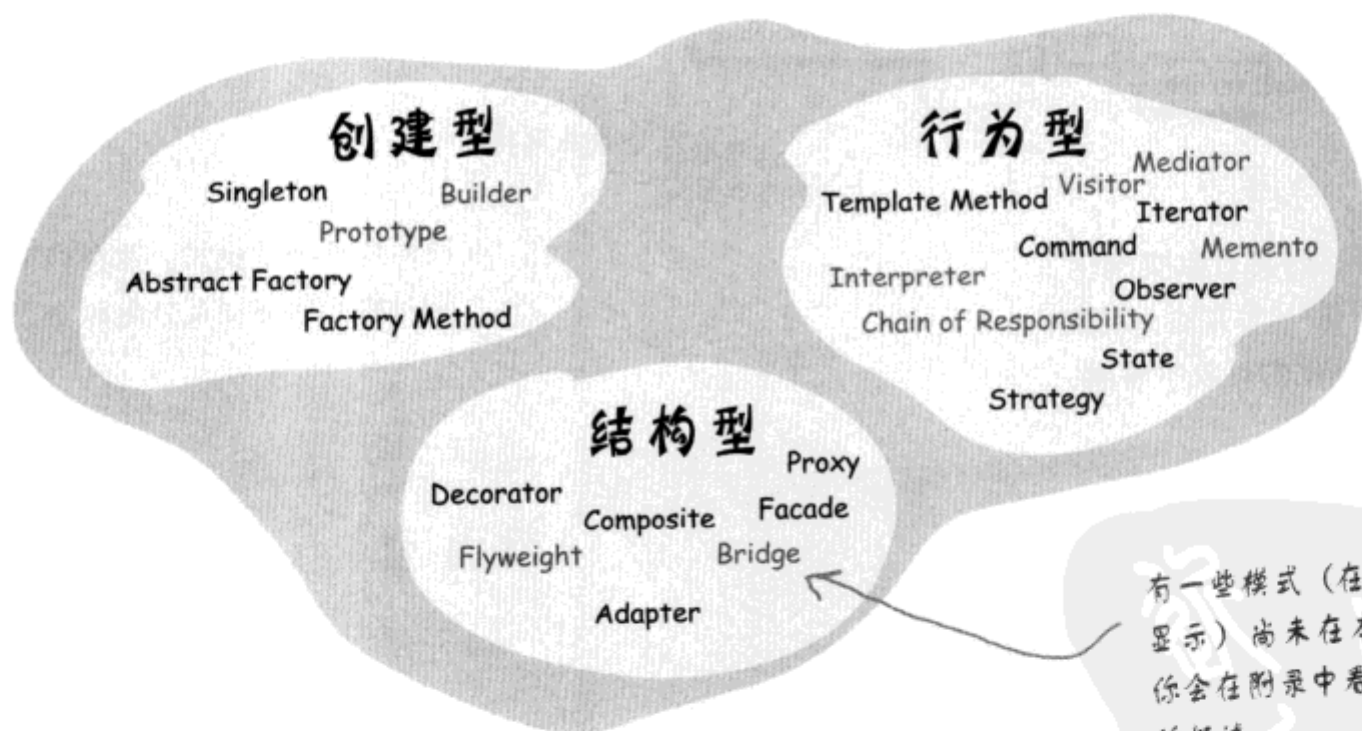 创建型
Singleton
Builder
Prototype
Abstract Factory
Factory Method
行为型
Mediator
Visitor
Template Method
Iterator
Command
Memento
Interpreter
Observer
Chain of Responsibility
State
Strategy
结构型
Proxy
Decorator
Facade
Composite
Flyweight
Bridge
Adapter
有一些模式（在
显示）尚未在
你会在附录中